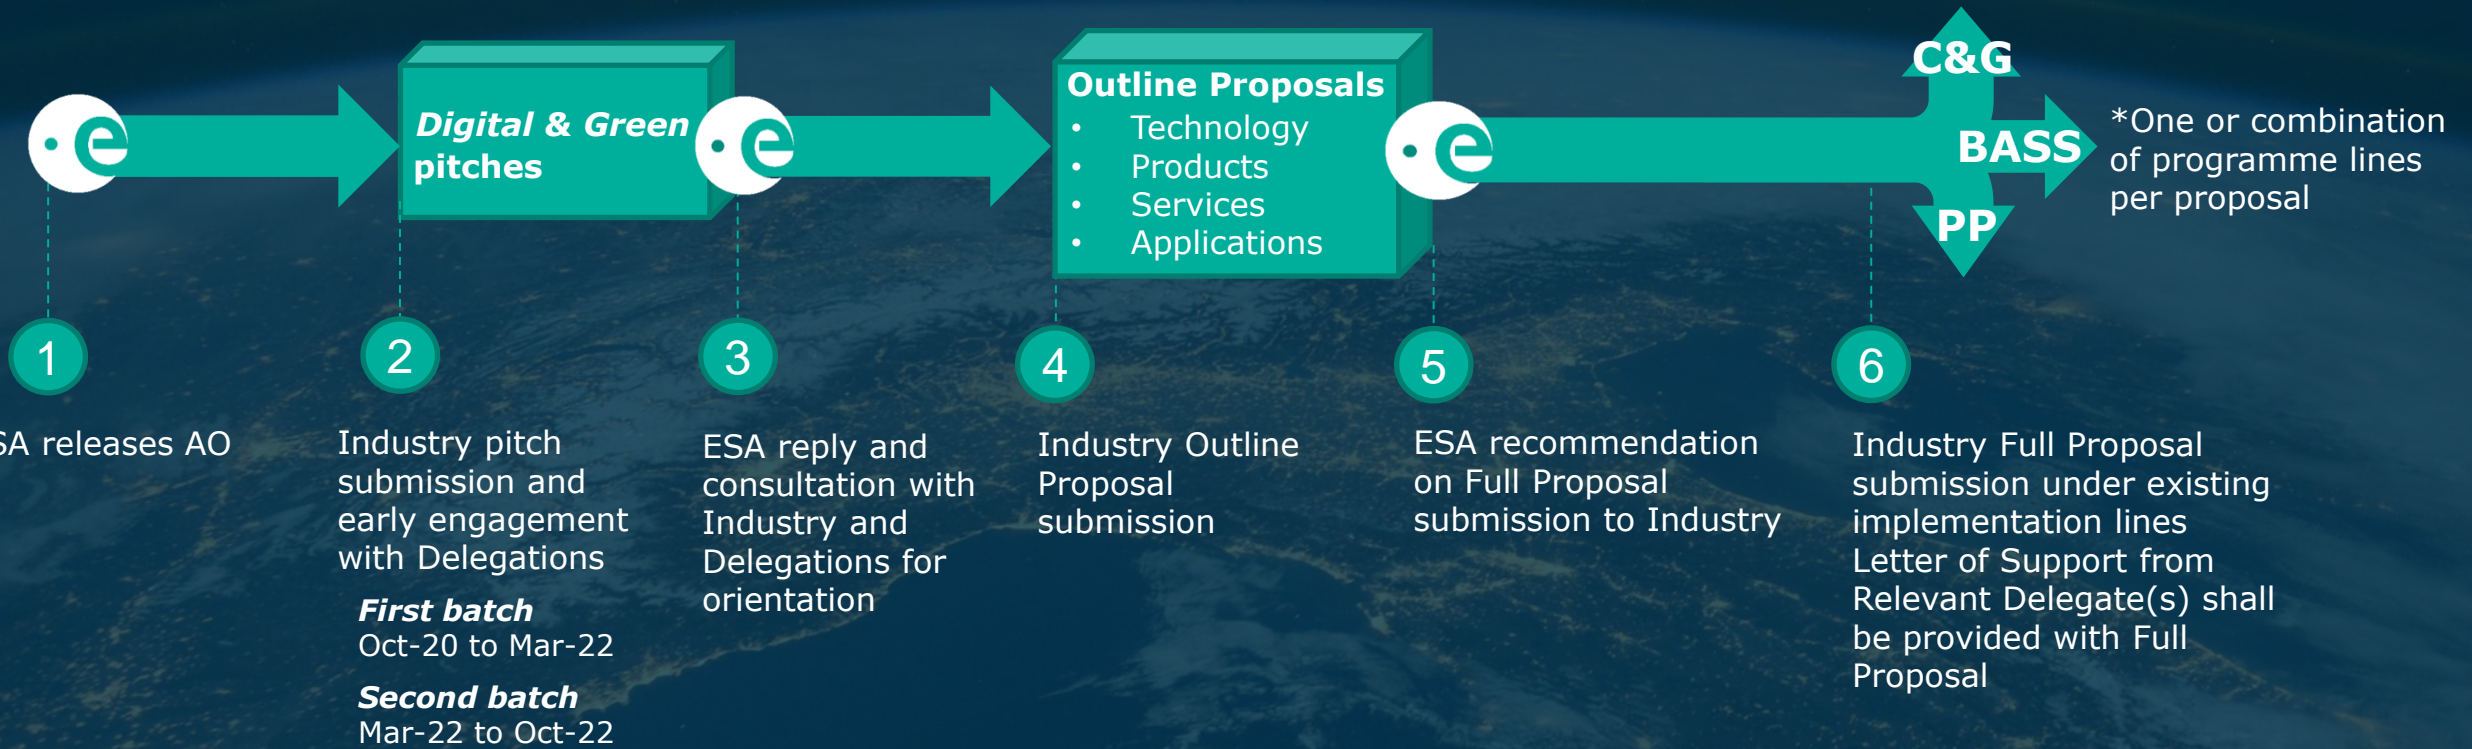 C&G
Digital & Green
pitches
Outline Proposals
• Technology
• Products
• Services
• Applications
BASS
*One or combination
of programme lines
per proposal
PP
e
e
e
1
2
3
4
5
6
SA releases AO
Industry pitch
submission and
early engagement
with Delegations
First batch
Oct-20 to Mar-22
Second batch
Mar-22 to Oct-22
ESA reply and
consultation with
Industry and
Delegations for
orientation
Industry Outline
Proposal
submission
ESA recommendation
on Full Proposal
submission to Industry
Industry Full Proposal
submission under existing
implementation lines
Letter of Support from
Relevant Delegate(s) shall
be provided with Full
Proposal